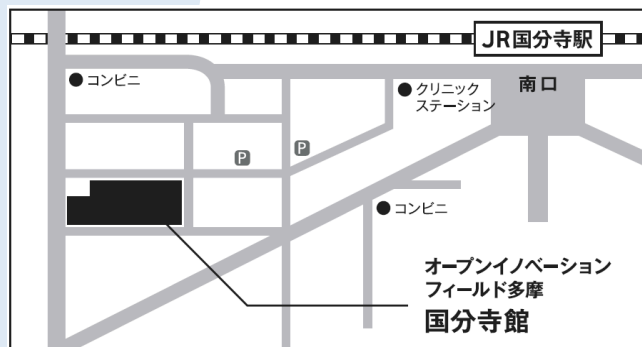 JR国分寺駅
南口
コンビニ
クリニック
ステーション
P
P
コンビニ
オープンイノベーション
フィールド多摩
国分寺館